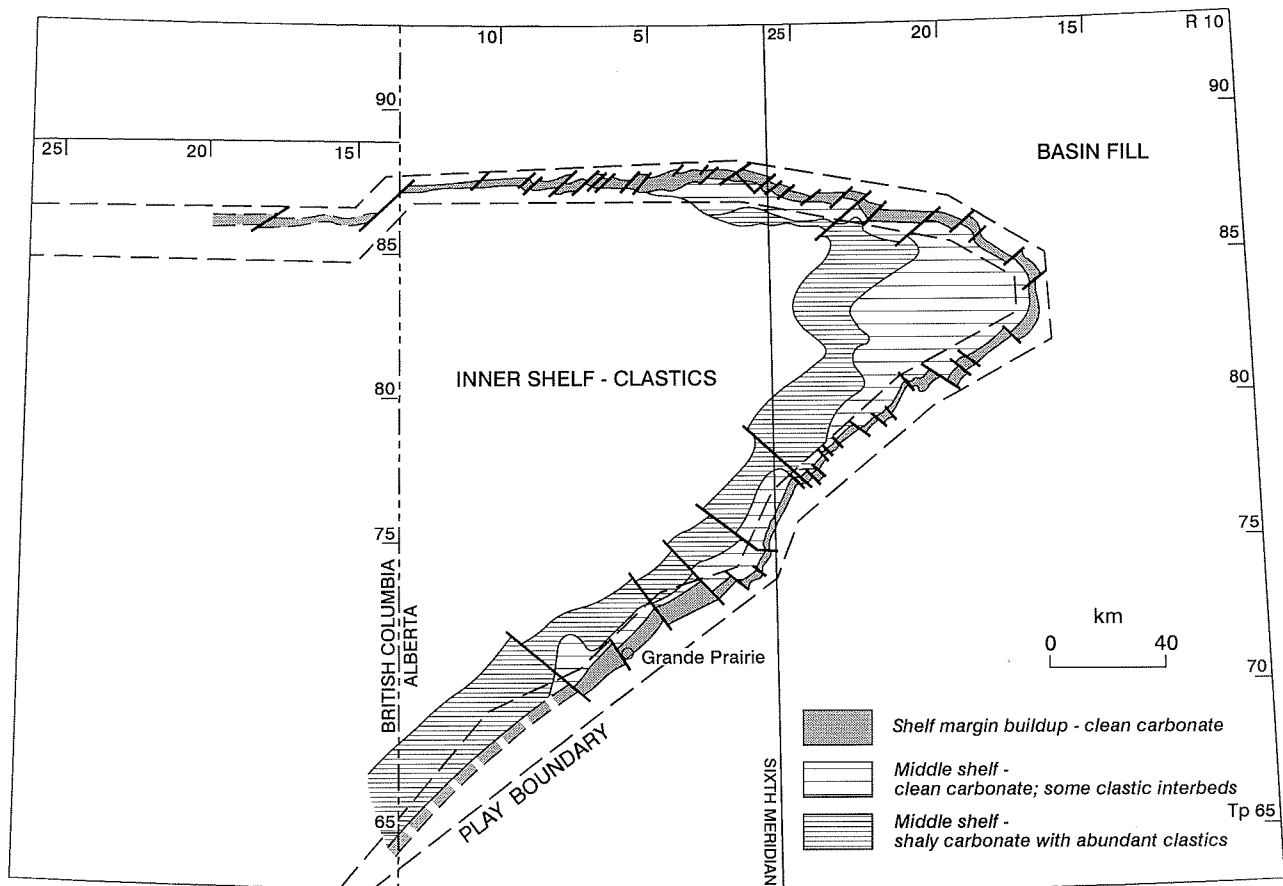 10
5
25
20
15
R 10
90
90
25
20
15
BASIN FILL
85
85
INNER SHELF - CLASTICS
80
80
75
75
BRITISH COLUMBIA
ALBERTA
km
0 40
Grande Prairie
70
PLAY BOUNDARY
SIXTH MERIDIAN
Shelf margin buildup - clean carbonate
Middle shelf -
clean carbonate; some clastic interbeds
Tp 65
65
Middle shelf -
shaly carbonate with abundant clastics